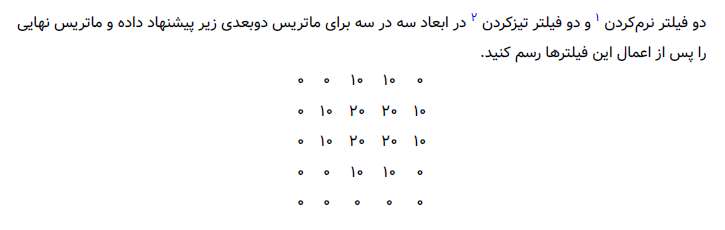 دو فیلتر نرم‌کردن ۱ و دو فیلتر تیزکردن ۲ در ابعاد سه در سه برای ماتریس دوبعدی زیر پیشنهاد داده و ماتریس نهایی
را پس از اعمال این فیلترها رسم کنید.
۰ ۰ ۱۰ ۱۰ ۰
۰ ۱۰ ۲۰ ۲۰ ۱۰
۰ ۱۰ ۲۰ ۲۰ ۱۰
۰ ۰ ۱۰ ۱۰ ۰
۰ ۰ ۰ ۰ ۰